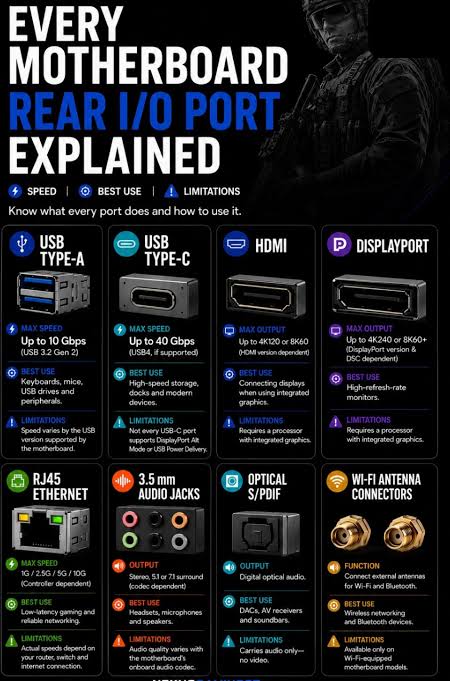 EVERY
MOTHERBOARD
REAR I/O PORT
EXPLAINED
SPEED | BEST USE | LIMITATIONS
Know what every port does and how to use it.
USB
TYPE-A
MAX SPEED
Up to 10 Gbps
(USB 3.2 Gen 2)
BEST USE
Keyboards, mice,
USB drives and
peripherals.
LIMITATIONS
Speed varies by the USB
version supported by
the motherboard.
USB
TYPE-C
MAX SPEED
Up to 40 Gbps
(USB4, if supported)
BEST USE
High-speed storage,
docks and modern
devices.
LIMITATIONS
Not every USB-C port
supports DisplayPort Alt
Mode or USB Power Delivery.
HDMI
MAX OUTPUT
Up to 4K120 or 8K60
(HDMI version dependent)
BEST USE
Connecting displays
when using integrated
graphics.
LIMITATIONS
Requires a processor
with integrated graphics.
DISPLAYPORT
MAX OUTPUT
Up to 4K240 or 8K60+
(DisplayPort version &
DSC dependent)
BEST USE
High-refresh-rate
monitors.
LIMITATIONS
Requires a processor
with integrated graphics.
RJ45
ETHERNET
MAX SPEED
1G / 2.5G / 5G / 10G
(Controller dependent)
BEST USE
Low-latency gaming and
reliable networking.
LIMITATIONS
Actual speeds depend on
your router, switch and
internet connection.
3.5 mm
AUDIO JACKS
OUTPUT
Stereo, 5.1 or 7.1 surround
(codec dependent)
BEST USE
Headsets, microphones
and speakers.
LIMITATIONS
Audio quality varies with
the motherboard's
onboard audio codec.
OPTICAL
S/PDIF
OUTPUT
Digital optical audio.
BEST USE
DACs, AV receivers
and soundbars.
LIMITATIONS
Carries audio only—
no video.
WI-FI ANTENNA
CONNECTORS
FUNCTION
Connect external antennas
for Wi-Fi and Bluetooth.
BEST USE
Wireless networking
and Bluetooth devices.
LIMITATIONS
Available only on
Wi-Fi-equipped
motherboard models.